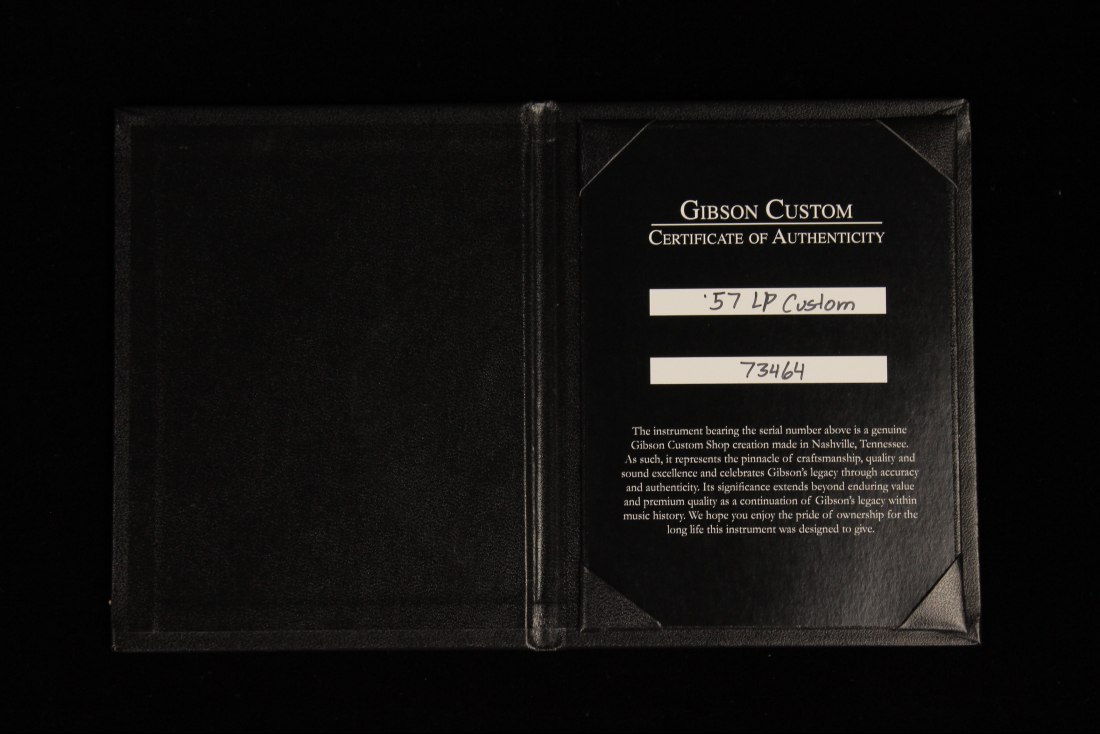 GIBSON CUSTOM
CERTIFICATE OF AUTHENTICITY
'57 LP Custom
73464
The instrument bearing the serial number above is a genuine
Gibson Custom Shop creation made in Nashville, Tennessee.
As such, it represents the pinnacle of craftsmanship, quality and
sound excellence and celebrates Gibson's legacy through accuracy
and authenticity. Its significance extends beyond enduring value
and premium quality as a continuation of Gibson's legacy within
music history. We hope you enjoy the pride of ownership for the
long life this instrument was designed to give.